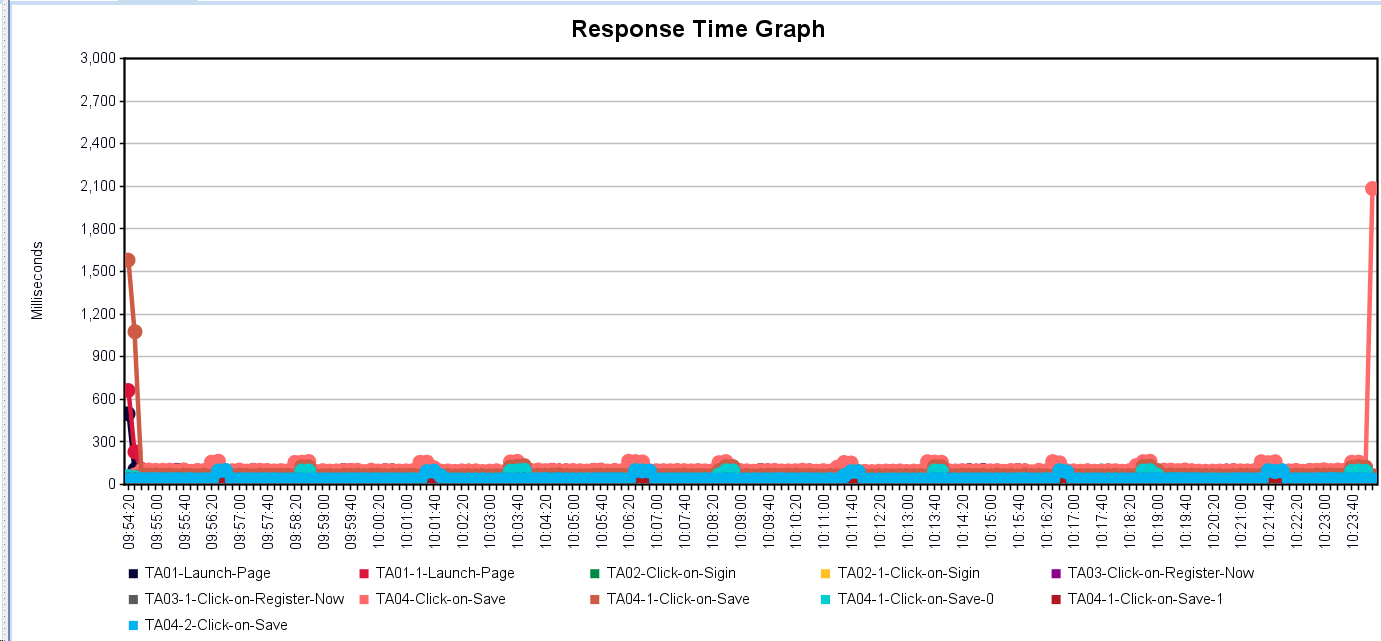 Response Time Graph
Milliseconds
3,000
2,700
2,400
2,100
1,800
1,500
1,200
900
600
300
0
09:54:20 09:55:00 09:55:40 09:56:20 09:57:00 09:57:40 09:58:20 09:59:00 09:59:40 10:00:20 10:01:00 10:01:40 10:02:20 10:03:00 10:03:40 10:04:20 10:05:00 10:05:40 10:06:20 10:07:00 10:07:40 10:08:20 10:09:00 10:09:40 10:10:20 10:11:00 10:11:40 10:12:20 10:13:00 10:13:40 10:14:20 10:15:00 10:15:40 10:16:20 10:17:00 10:17:40 10:18:20 10:19:00 10:19:40 10:20:20 10:21:00 10:21:40 10:22:20 10:23:00 10:23:40
TA01-Launch-Page TA01-1-Launch-Page TA02-Click-on-Sigin TA02-1-Click-on-Sigin TA03-Click-on-Register-Now
TA03-1-Click-on-Register-Now TA04-Click-on-Save TA04-1-Click-on-Save TA04-1-Click-on-Save-0 TA04-1-Click-on-Save-1
TA04-2-Click-on-Save